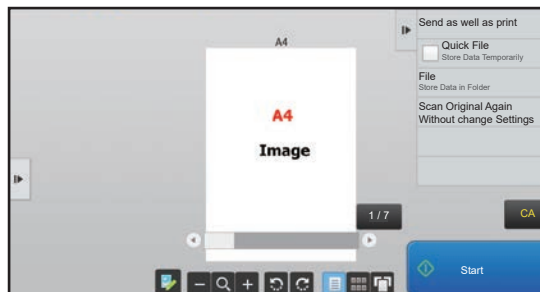 A4
A4
Image
1 / 7
Send as well as print
Quick File
Store Data Temporarily
File
Store Data in Folder
Scan Original Again
Without change Settings
CA
Start